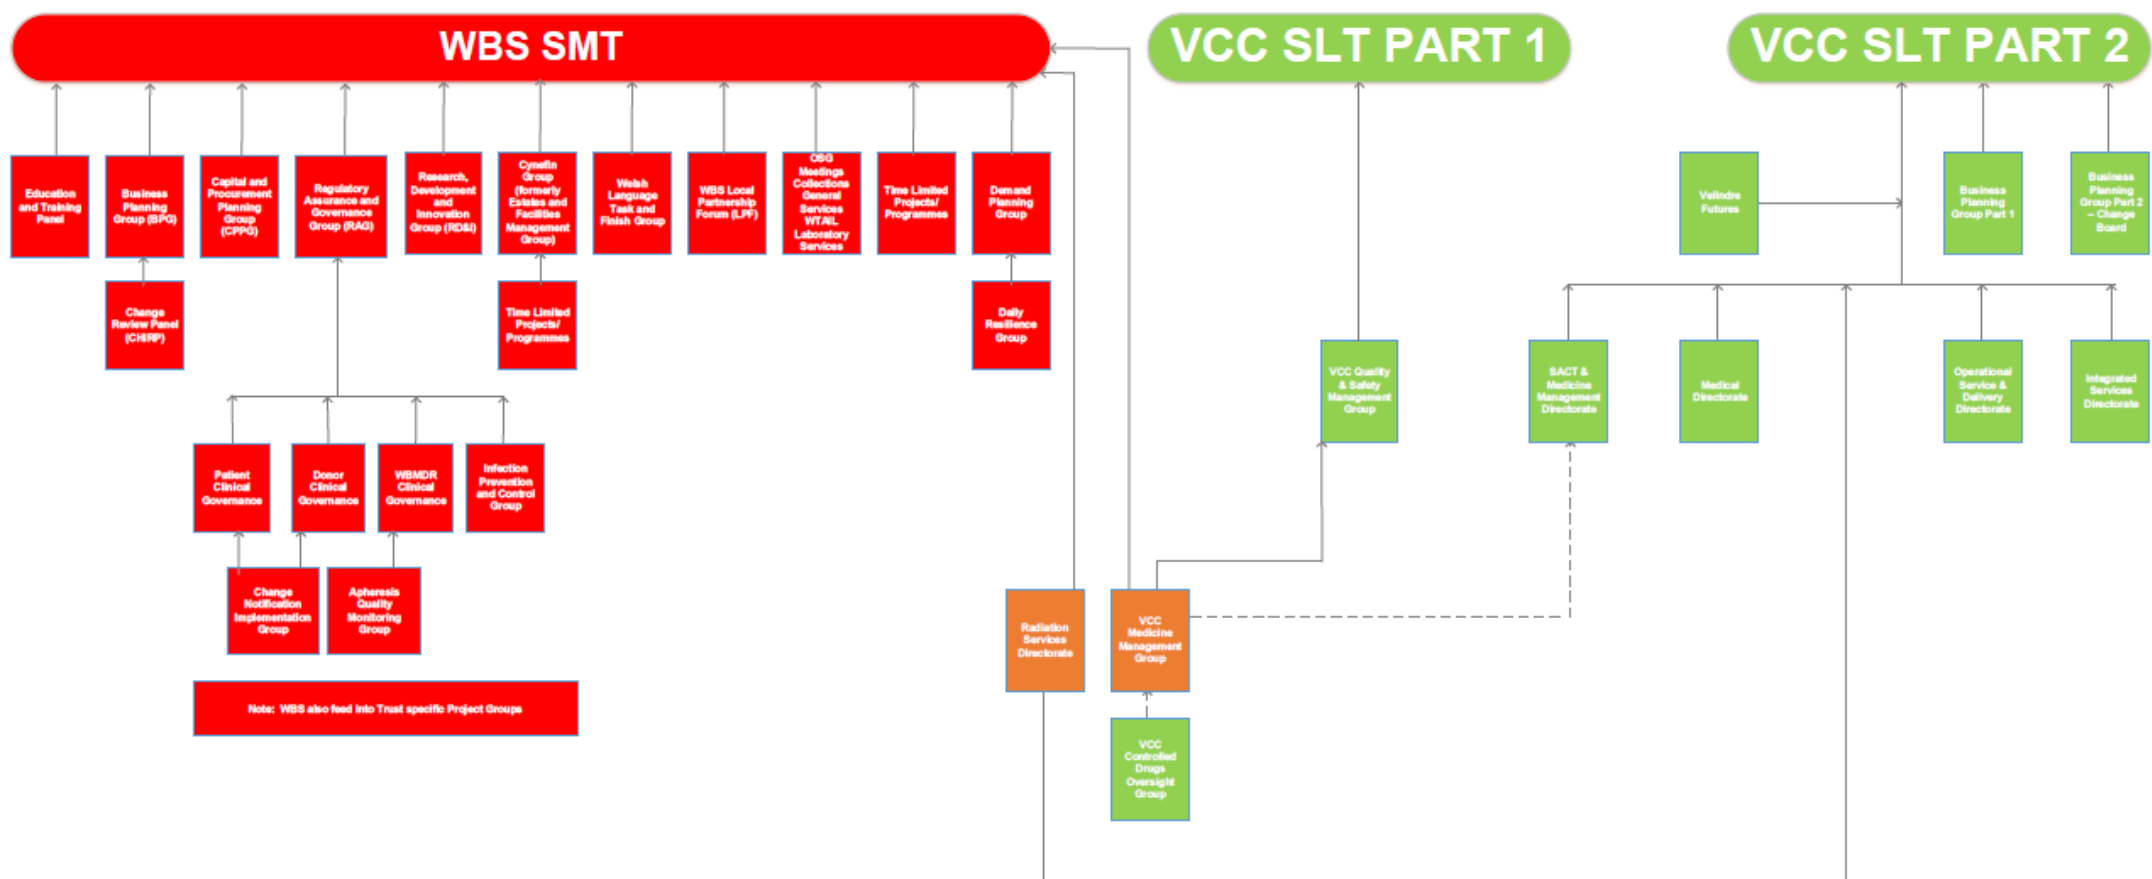 WBS SMT
VCC SLT PART 1
VCC SLT PART 2
Education
and Training
Panel
Business
Planning
Group (BPG)
Capital and
Procurement
Planning
Group
(CPPG)
Regulatory
Assurance and
Governance
Group (RAG)
Research,
Development
and
Innovation
Group (RD&I)
Cynefin
Group
(formerly
Estates and
Facilities
Management
Group)
Welsh
Language
Task and
Finish Group
WBS Local
Partnership
Forum (LPF)
OSG
Meetings
Collections
General
Services
WTAIL
Laboratory
Services
Time Limited
Projects/
Programmes
Demand
Planning
Group
Velindre
Futures
Business
Planning
Group Part 1
Business
Planning
Group Part 2
– Change
Board
Change
Review Panel
(CHIRP)
Time Limited
Projects/
Programmes
Daily
Resilience
Group
VCC Quality
& Safety
Management
Group
SACT &
Medicine
Management
Directorate
Medical
Directorate
Operational
Service &
Delivery
Directorate
Integrated
Services
Directorate
Patient
Clinical
Governance
Donor
Clinical
Governance
WBMDR
Clinical
Governance
Infection
Prevention
and Control
Group
Change
Notification
Implementation
Group
Apheresis
Quality
Monitoring
Group
Radiation
Services
Directorate
VCC
Medicine
Management
Group
Note: WBS also feed into Trust specific Project Groups
VCC
Controlled
Drugs
Oversight
Group